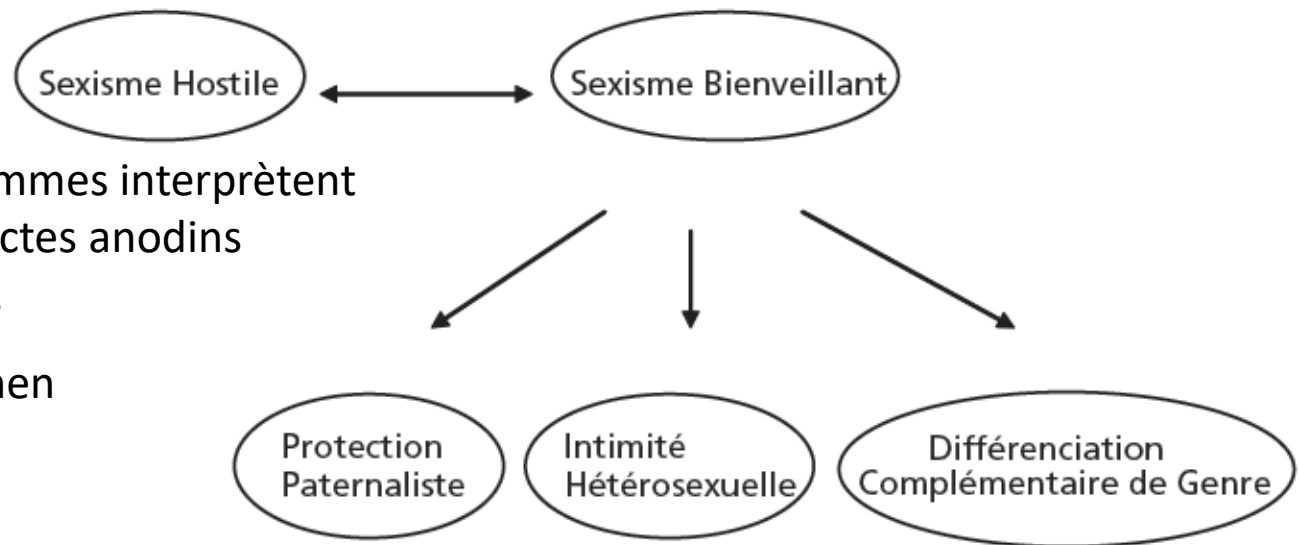 Sexisme Hostile
Sexisme Bienveillant
mmes interprètent
ctes anodins
nen
Protection
Paternaliste
Intimité
Hétérosexuelle
Différenciation
Complémentaire de Genre